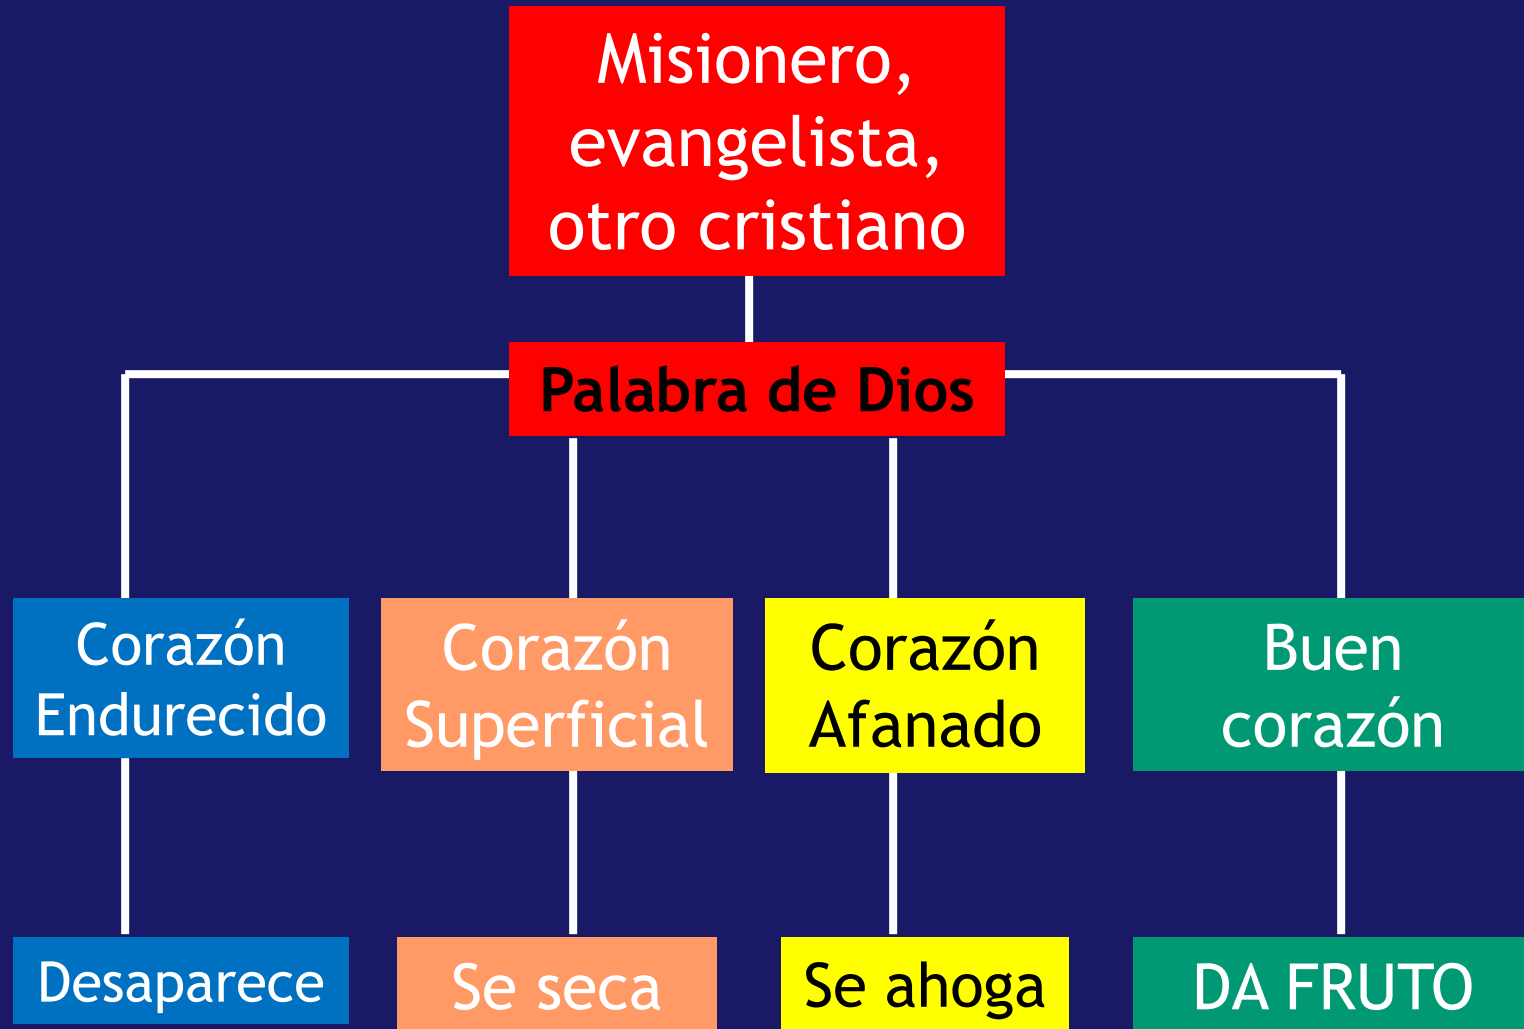 Misionero,
evangelista,
otro cristiano
Palabra de Dios
Corazón
Endurecido
Corazón
Superficial
Corazón
Afanado
Buen
corazón
Desaparece
Se seca
Se ahoga
DA FRUTO